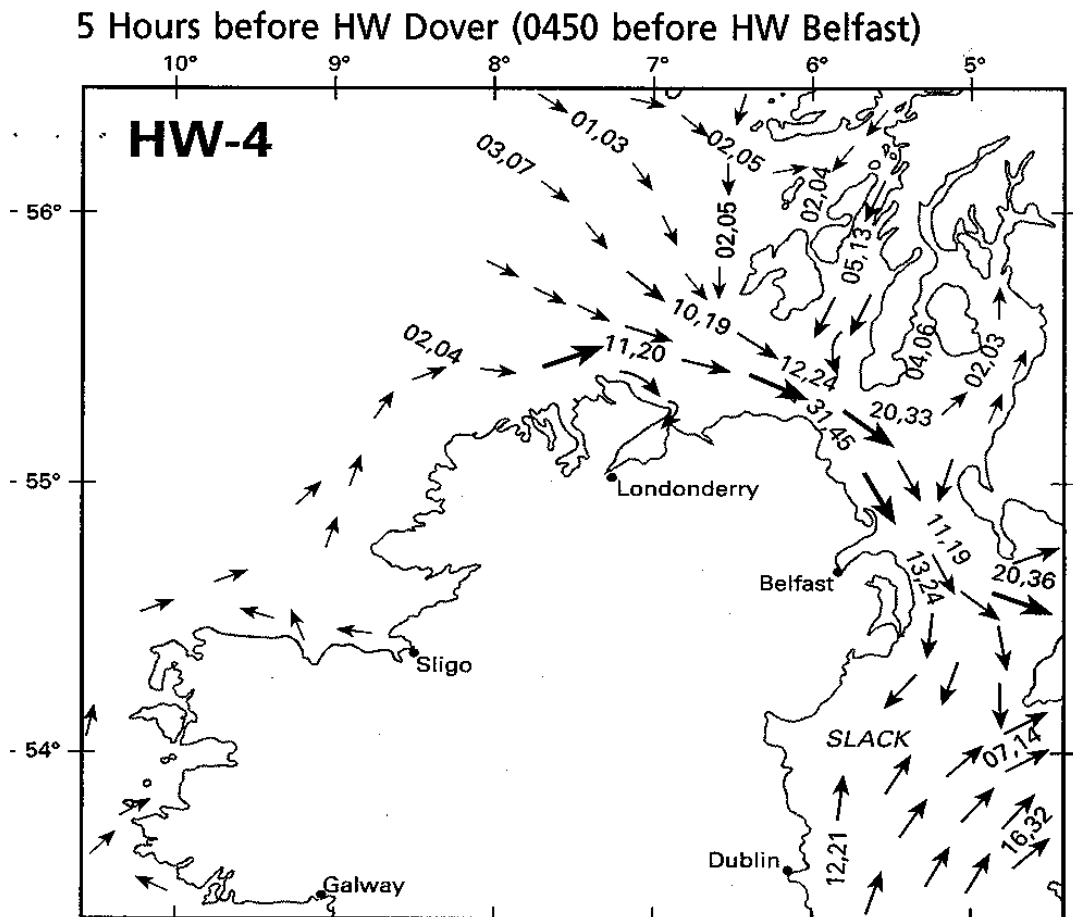 5 Hours before HW Dover (0450 before HW Belfast)
10° 9° 8° 7° 6° 5°
HW-4
01,03
03,07
02,05
02,04
02,05
05,13
- 56°
10,19
02,04
11,20
12,24
04,06
02,03
31,45
20,33
- 55°
Londonderry
11,19
13,24
Belfast
20,36
Sligo
- 54°
SLACK
07,14
16,32
12,21
Dublin
Galway